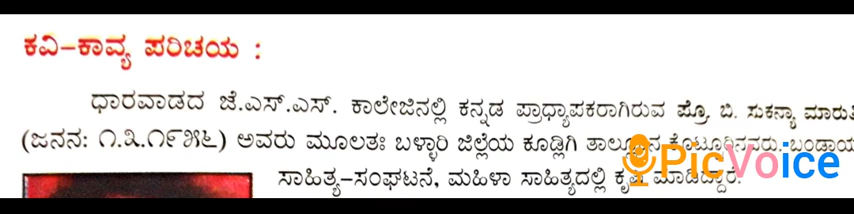 ಕವಿ–ಕಾವ್ಯ ಪರಿಚಯ :
ಧಾರವಾಡದ ಜೆ.ಎಸ್.ಎಸ್. ಕಾಲೇಜಿನಲ್ಲಿ ಕನ್ನಡ ಪ್ರಾಧ್ಯಾಪಕರಾಗಿರುವ ಪ್ರೊ. ಬಿ. ಸುಕನ್ಯಾ ಮಾರುತಿ
(ಜನನ: ೧.೩.೧೯೫೬) ಅವರು ಮೂಲತಃ ಬಳ್ಳಾರಿ ಜಿಲ್ಲೆಯ ಕೂಡ್ಲಿಗಿ ತಾಲ್ಲೂಕಿನ ಕೊಟ್ಟೂರಿನವರು. ಬಂಡಾಯ
ಸಾಹಿತ್ಯ–ಸಂಘಟನೆ, ಮಹಿಳಾ ಸಾಹಿತ್ಯದಲ್ಲಿ ಕೃಷಿ ಮಾಡಿದ್ದಾರೆ.
PicVoice